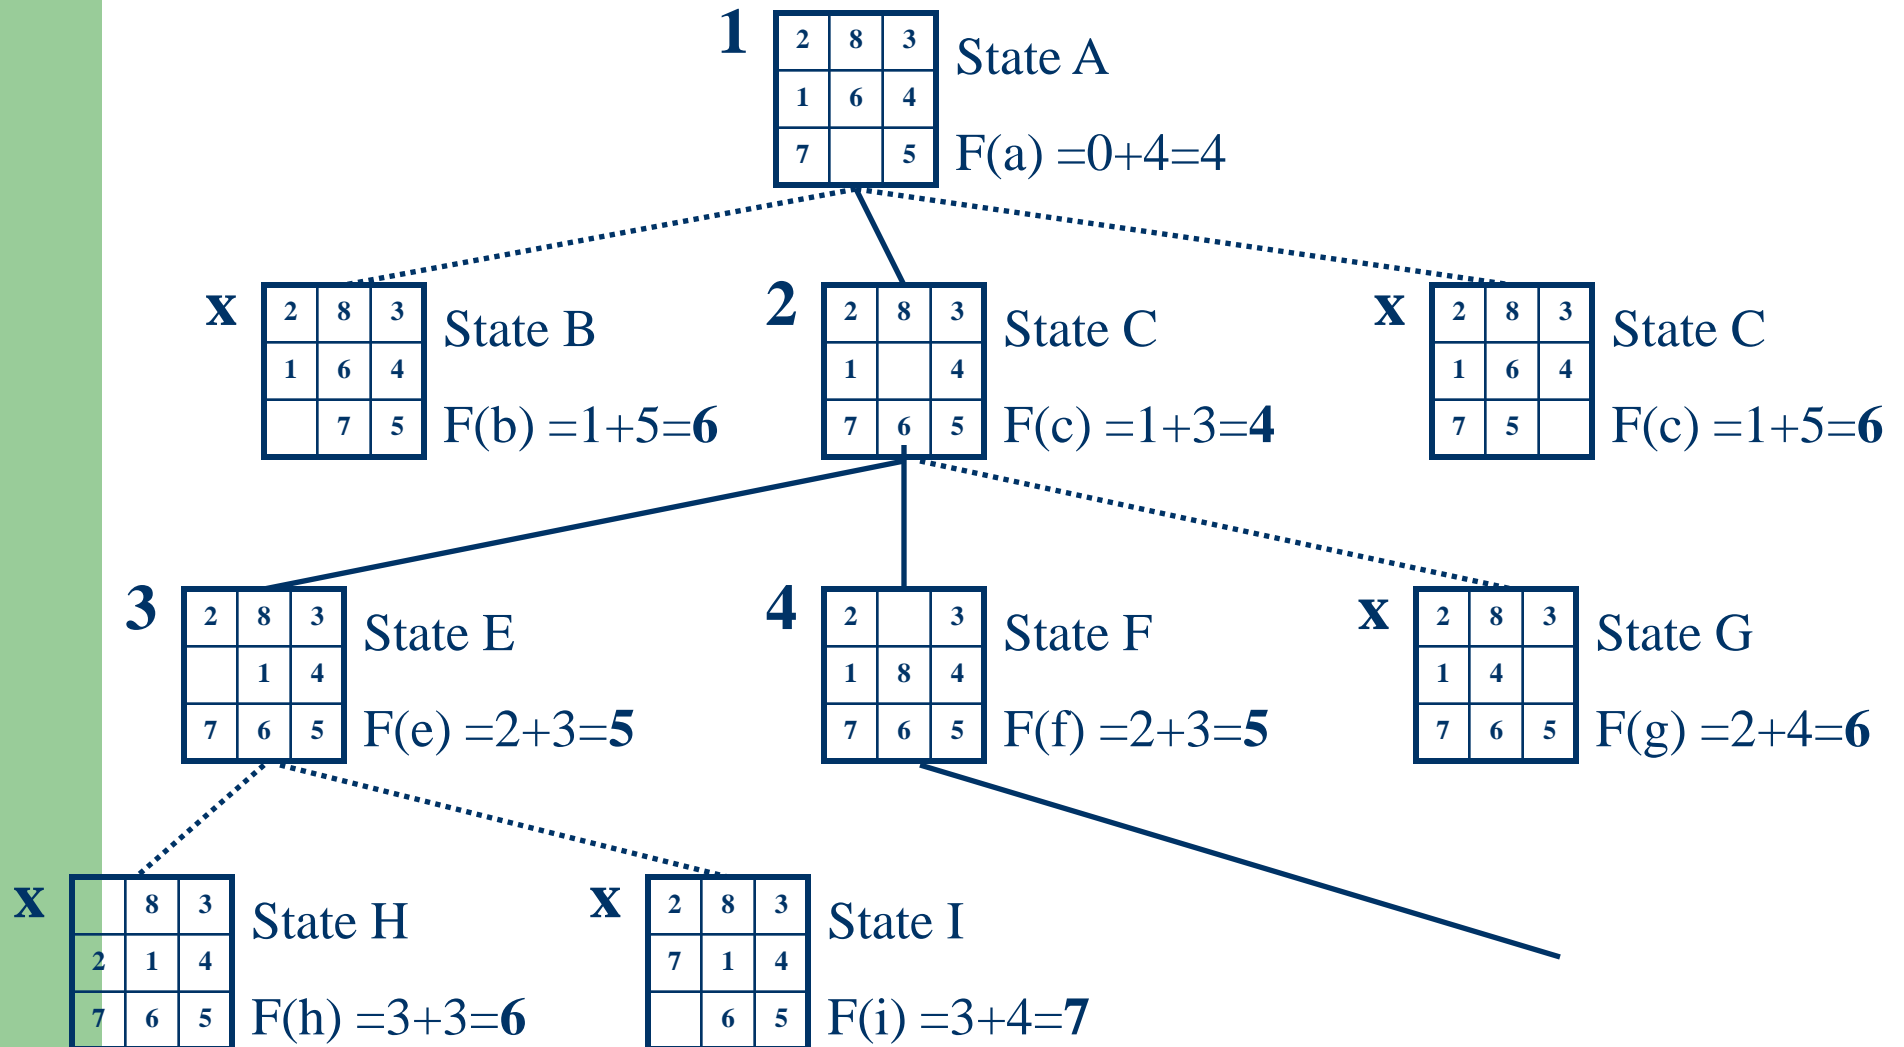 1
2 8 3
1 6 4
7 5
State A
F(a) =0+4=4
x
2 8 3
1 6 4
7 5
State B
F(b) =1+5=6
2
2 8 3
1 4
7 6 5
State C
F(c) =1+3=4
x
2 8 3
1 6 4
7 5
State C
F(c) =1+5=6
3
2 8 3
1 4
7 6 5
State E
F(e) =2+3=5
4
2 3
1 8 4
7 6 5
State F
F(f) =2+3=5
x
2 8 3
1 4
7 6 5
State G
F(g) =2+4=6
x
8 3
2 1 4
7 6 5
State H
F(h) =3+3=6
x
2 8 3
7 1 4
6 5
State I
F(i) =3+4=7